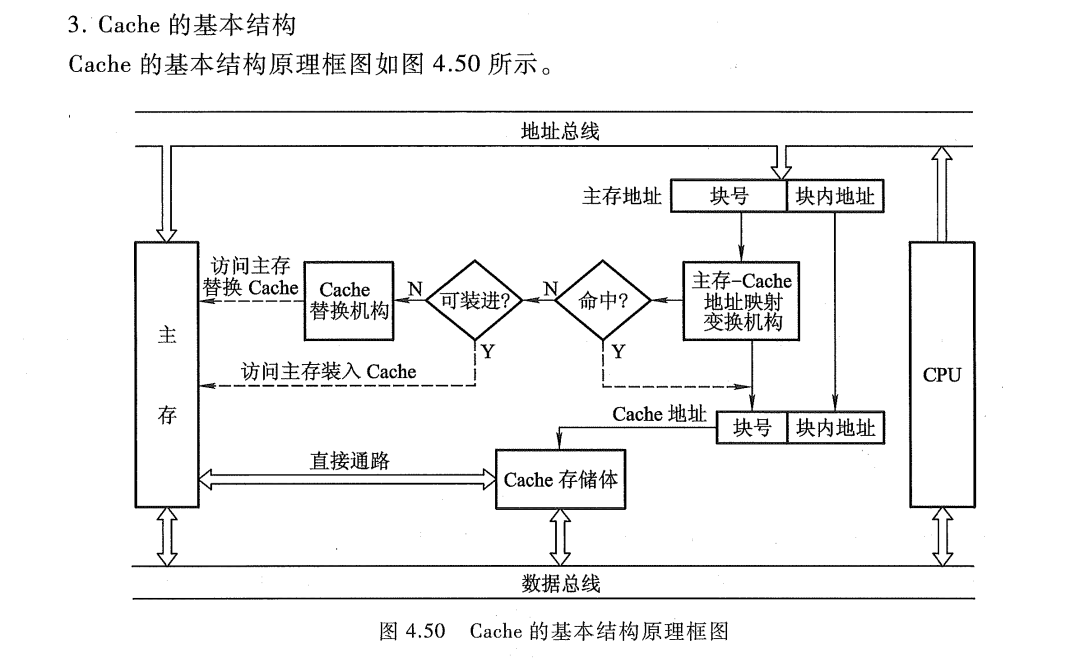 3. Cache 的基本结构
Cache 的基本结构原理框图如图 4.50 所示。
地址总线
主存地址
块号
块内地址
访问主存
替换 Cache
Cache
替换机构
N
可装进?
N
命中?
主存-Cache
地址映射
变换机构
主
存
Y
Y
访问主存装入 Cache
CPU
Cache 地址
块号
块内地址
直接通路
Cache 存储体
数据总线
图 4.50 Cache 的基本结构原理框图